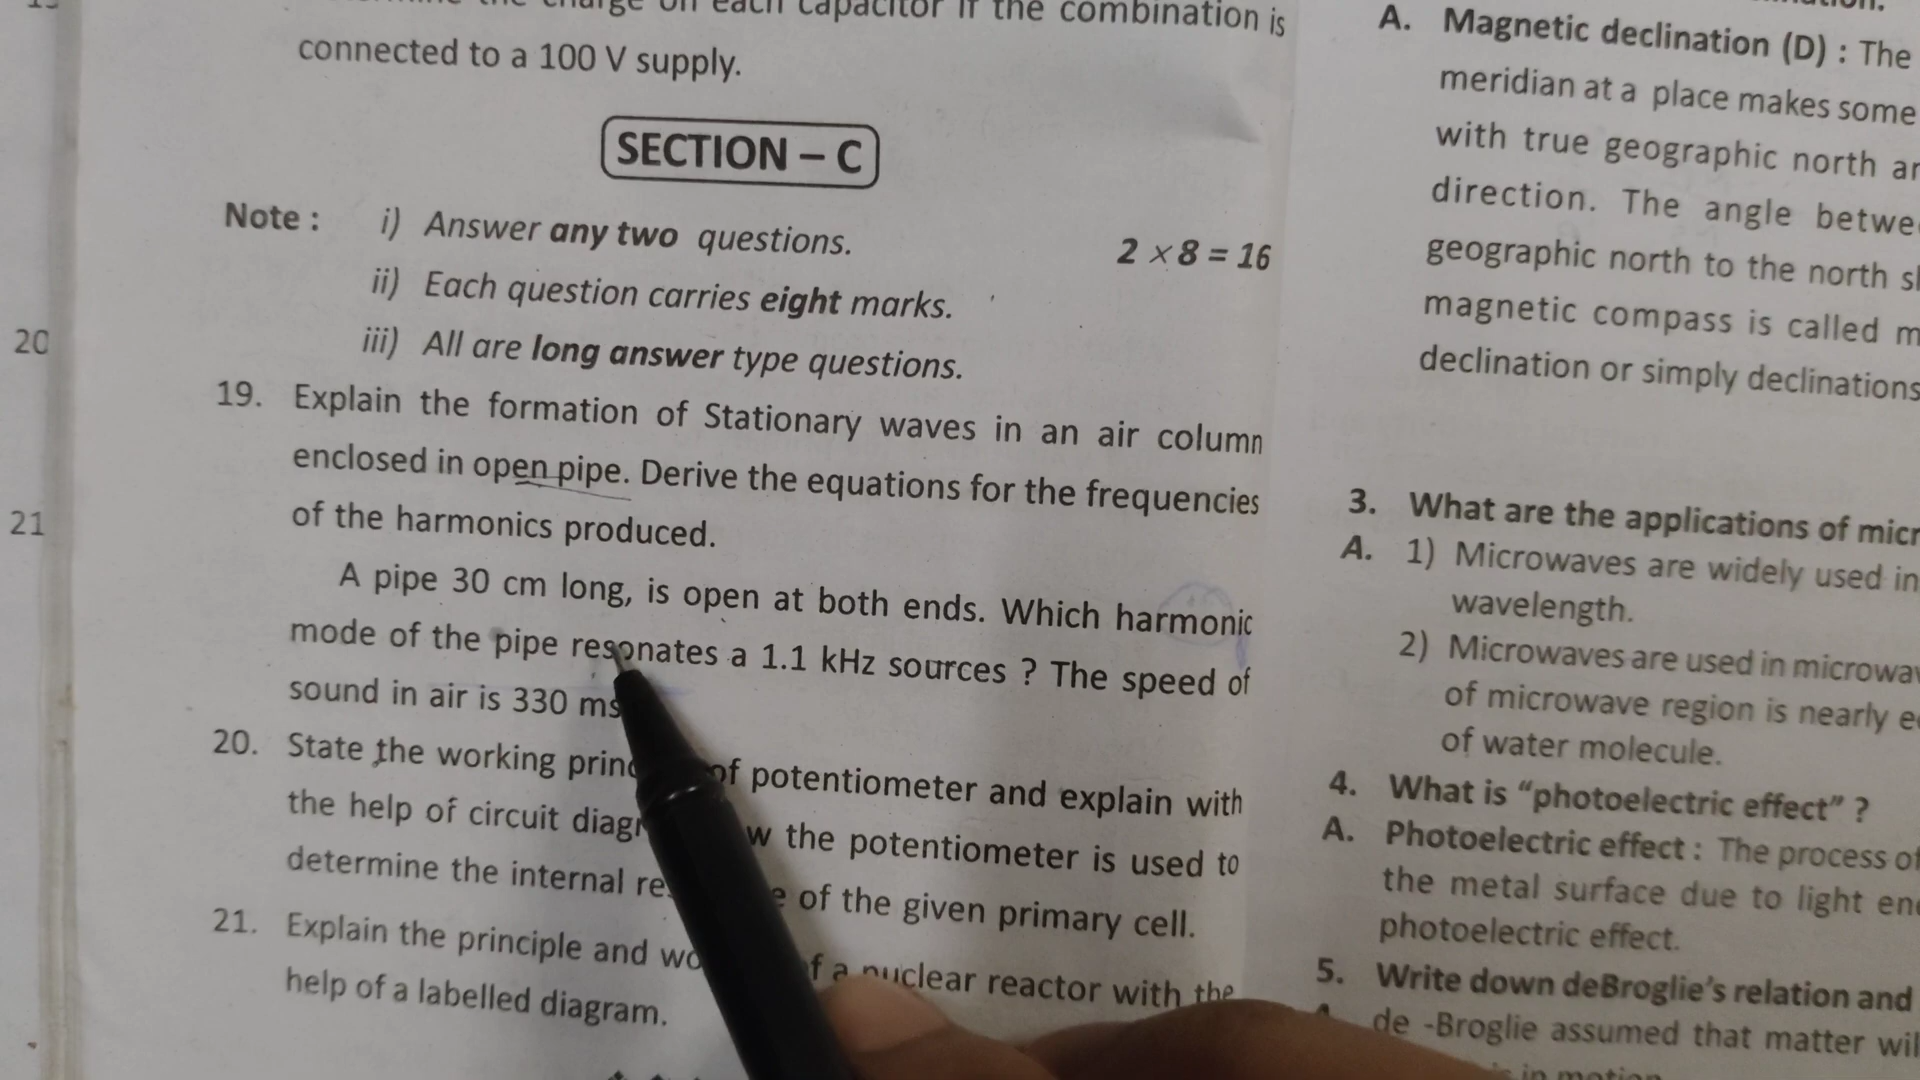 charge on each capacitor if the combination is
connected to a 100 V supply.
SECTION – C
Note : i) Answer any two questions. 2 × 8 = 16
ii) Each question carries eight marks.
iii) All are long answer type questions.
20
19. Explain the formation of Stationary waves in an air column
enclosed in open pipe. Derive the equations for the frequencies
21
of the harmonics produced.
A pipe 30 cm long, is open at both ends. Which harmonic
mode of the pipe resonates a 1.1 kHz sources ? The speed of
sound in air is 330 ms
20. State the working of potentiometer and explain with
the help of circuit the potentiometer is used to
determine the internal of the given primary cell.
21. Explain the principle and a nuclear reactor with the
help of a labelled diagram.
A. Magnetic declination (D) : The
meridian at a place makes some
with true geographic north
direction. The angle
geographic north to the north
magnetic compass is called
declination or simply declinations
3. What are the applications of
A. 1) Microwaves are widely used in
wavelength.
2) Microwaves are used in
of microwave region is nearly
of water molecule.
4. What is “photoelectric effect” ?
A. Photoelectric effect : The process of
the metal surface due to light
photoelectric effect.
5. Write down deBroglie’s relation and
de -Broglie assumed that matter
in motion